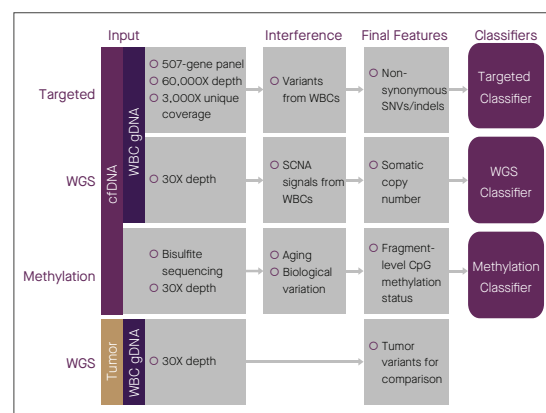 Input
Interference
Final Features
Classifiers
Targeted
cfDNA
WBC gDNA
507-gene panel
60,000X depth
3,000X unique
coverage
Variants
from WBCs
Non-
synonymous
SNVs/indels
Targeted
Classifier
WGS
30X depth
SCNA
signals from
WBCs
Somatic
copy
number
WGS
Classifier
Methylation
Bisulfite
sequencing
30X depth
Aging
Biological
variation
Fragment-
level CpG
methylation
status
Methylation
Classifier
WGS
Tumor
WBC gDNA
30X depth
Tumor
variants for
comparison